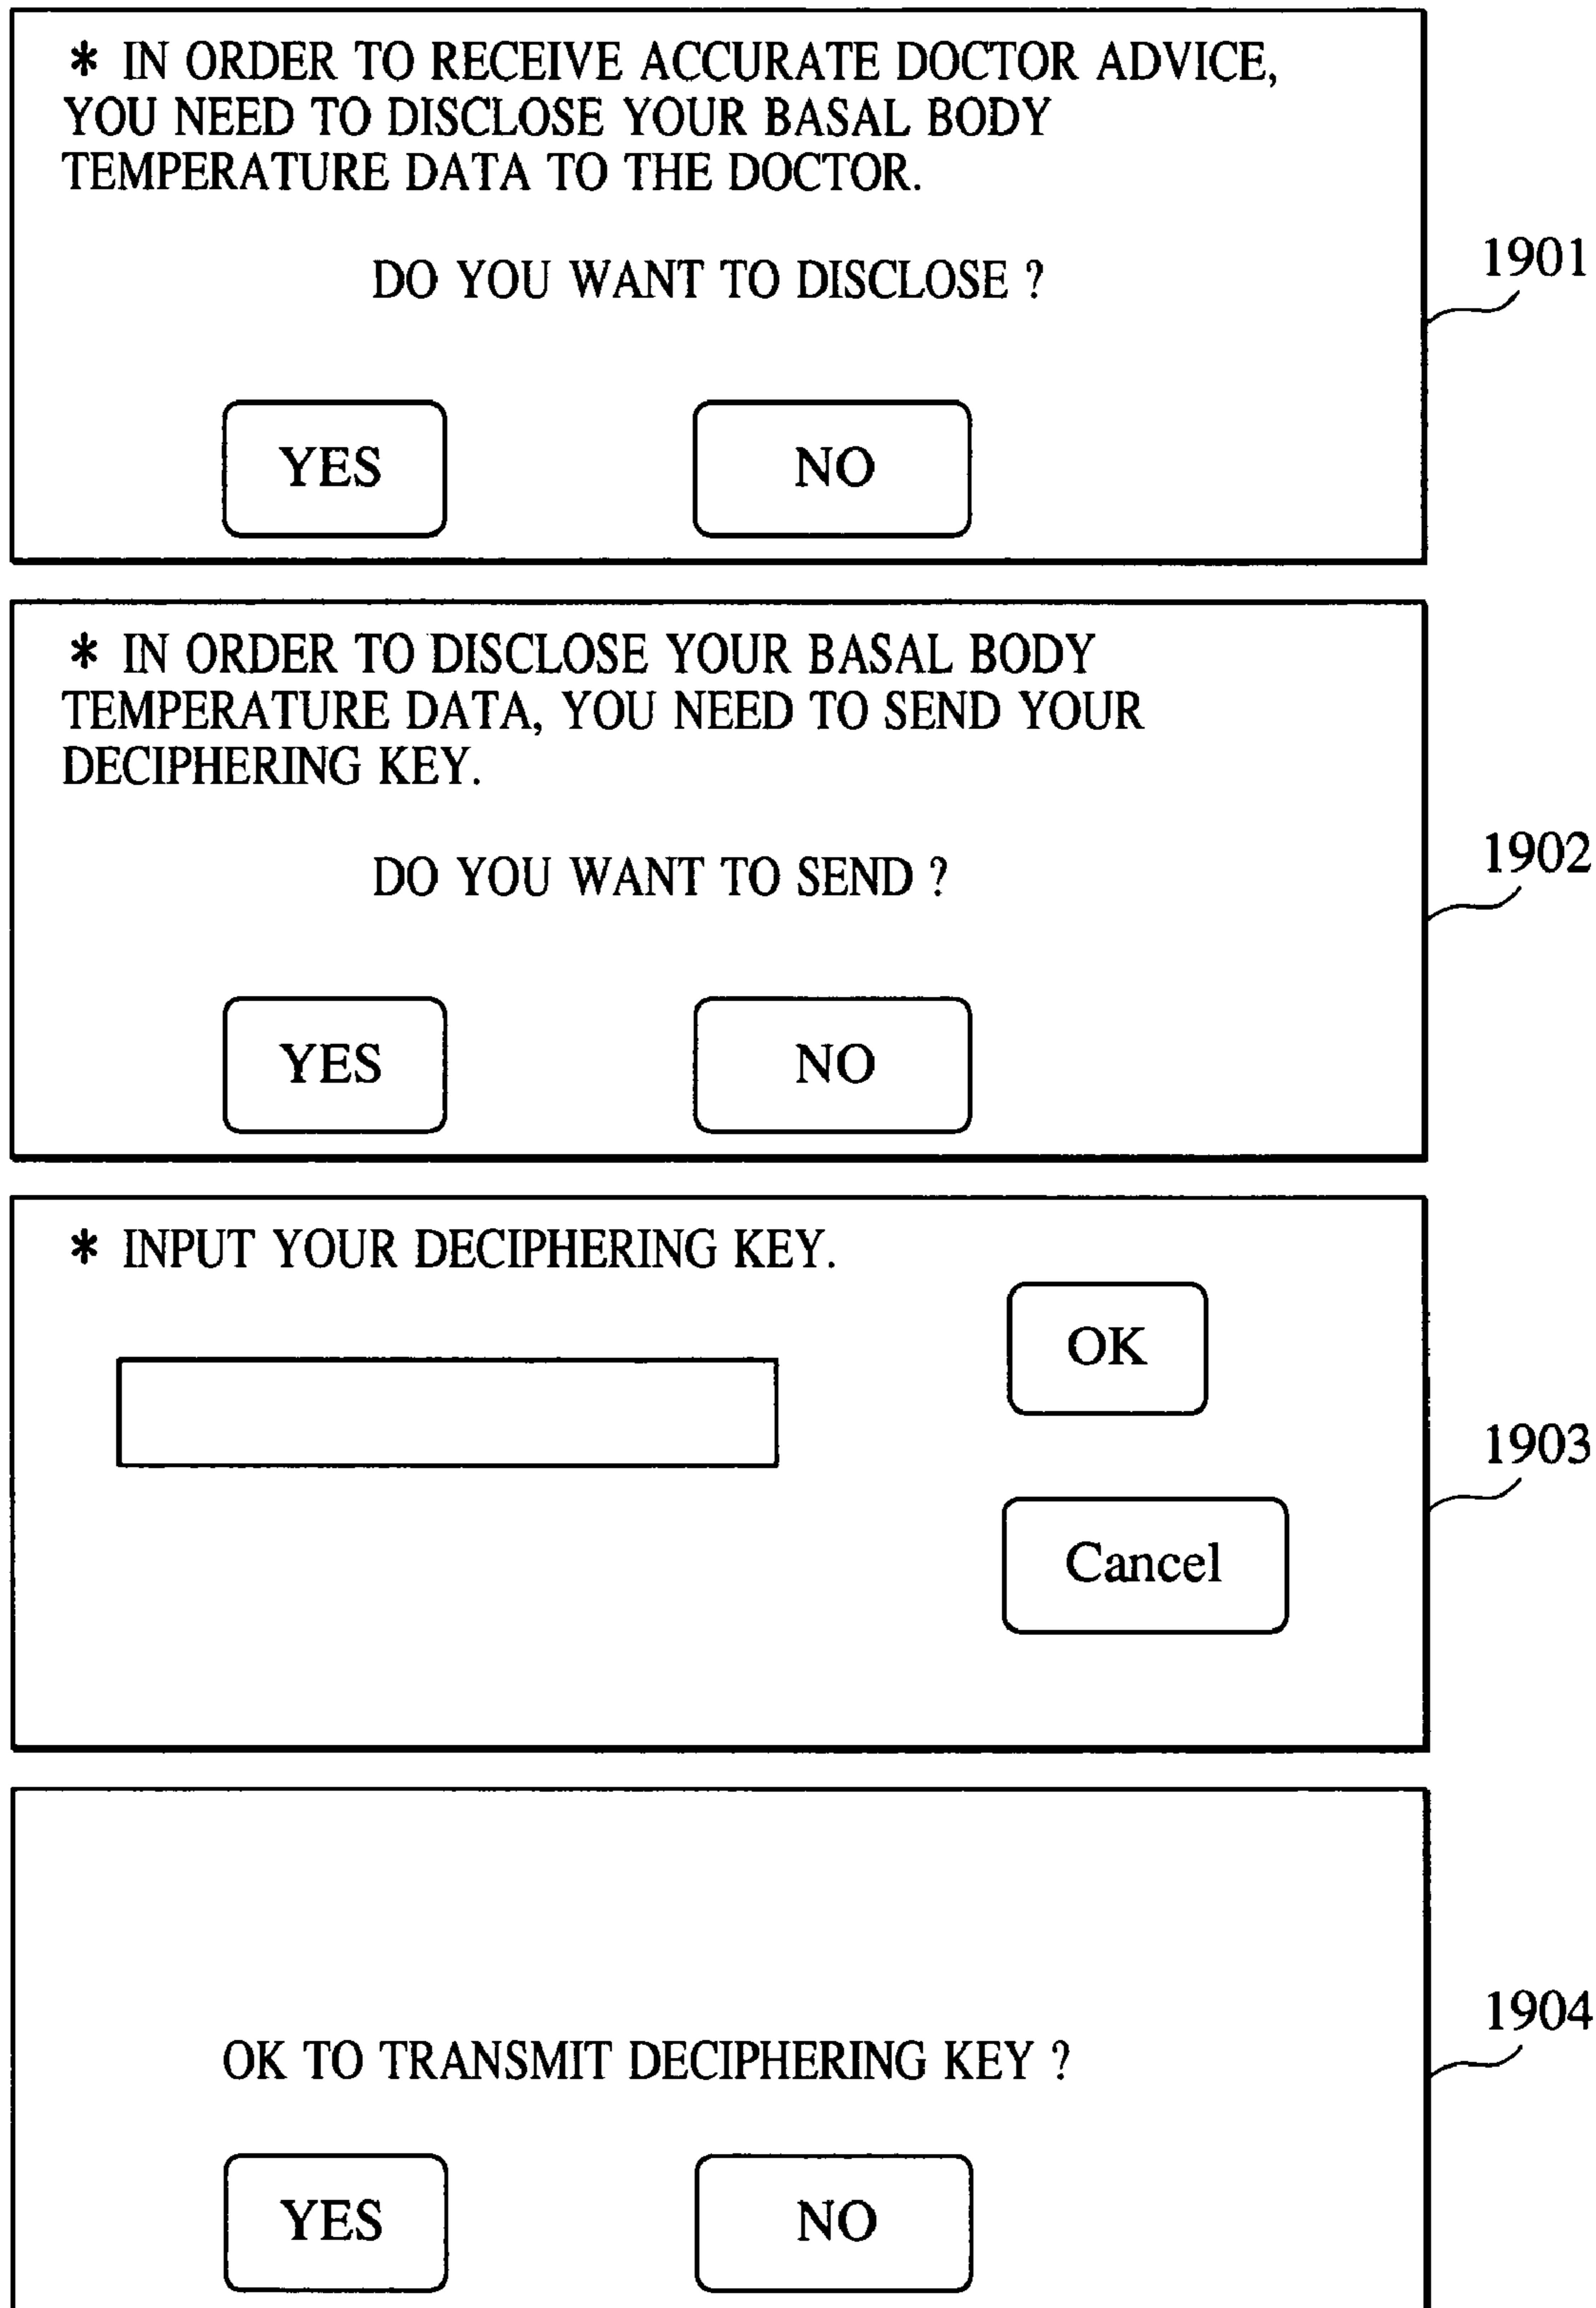 * IN ORDER TO RECEIVE ACCURATE DOCTOR ADVICE,
YOU NEED TO DISCLOSE YOUR BASAL BODY
TEMPERATURE DATA TO THE DOCTOR.
DO YOU WANT TO DISCLOSE ?
1901
YES NO
* IN ORDER TO DISCLOSE YOUR BASAL BODY
TEMPERATURE DATA, YOU NEED TO SEND YOUR
DECIPHERING KEY.
DO YOU WANT TO SEND ?
1902
YES NO
* INPUT YOUR DECIPHERING KEY.
OK
1903
Cancel
1904
OK TO TRANSMIT DECIPHERING KEY ?
YES NO